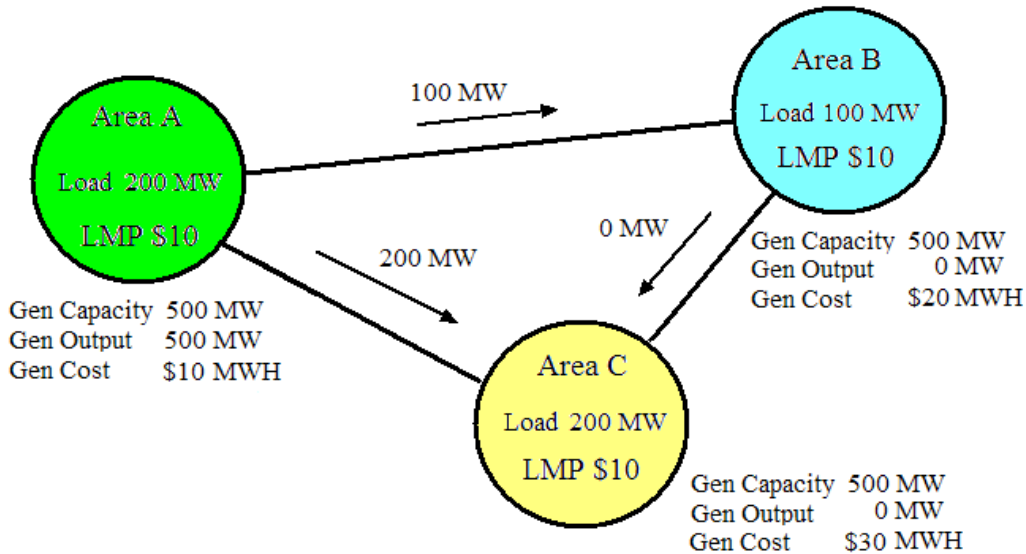 Area A
Load 200 MW
LMP $10
Gen Capacity 500 MW
Gen Output 500 MW
Gen Cost $10 MWH
100 MW
200 MW
0 MW
Area B
Load 100 MW
LMP $10
Gen Capacity 500 MW
Gen Output 0 MW
Gen Cost $20 MWH
Area C
Load 200 MW
LMP $10
Gen Capacity 500 MW
Gen Output 0 MW
Gen Cost $30 MWH